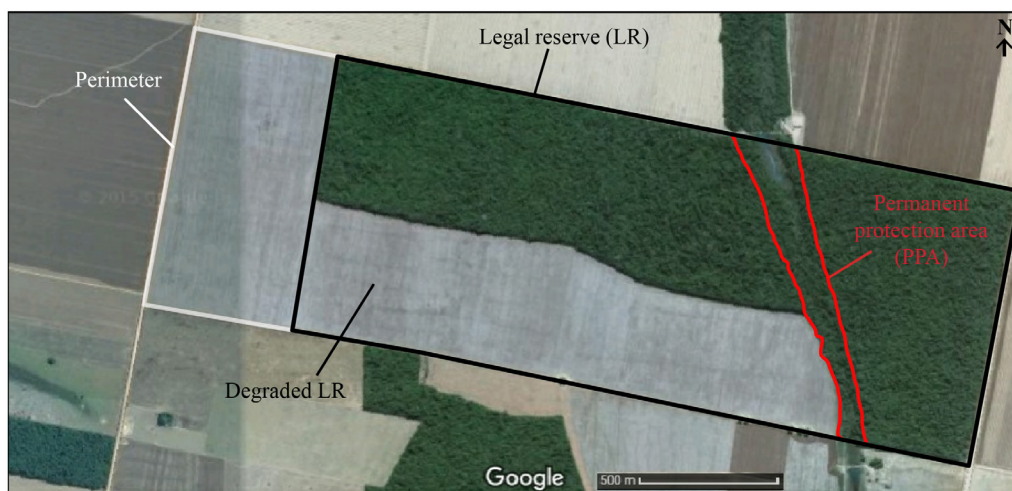 Legal reserve (LR)
N
Perimeter
Permanent
protection area
(PPA)
Degraded LR
Google
500 m